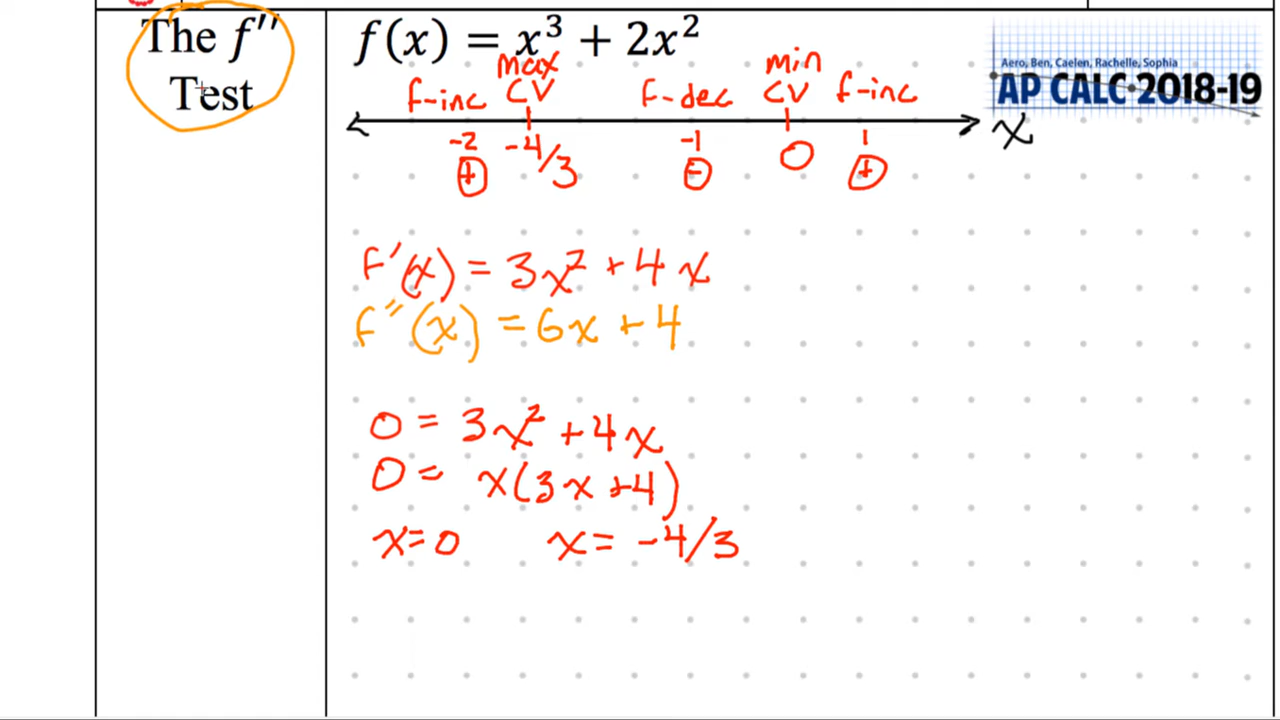 The f″
Test
f(x) = x³ + 2x²
max min
f-inc CV f-dec CV f-inc
x
-2 -4/3 -1 0 1
+ - +
f'(x) = 3x² + 4x
f"(x) = 6x + 4
0 = 3x² + 4x
0 = x(3x + 4)
x=0 x = -4/3
Aero, Ben, Caelen, Rachelle, Sophia
AP CALC 2018-19